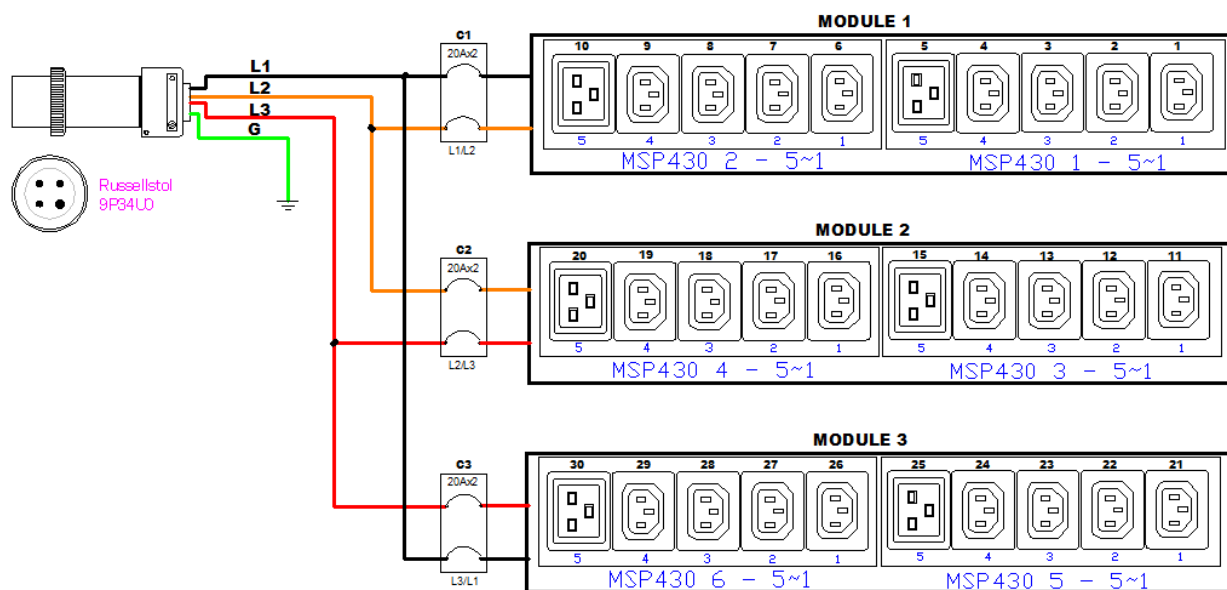 MODULE 1
C1
20Ax2
10 9 8 7 6 5 4 3 2 1
L1
L2
L3
G
L1/L2
5 4 3 2 1 5 4 3 2 1
MSP430 2 - 5~1 MSP430 1 - 5~1
Russellstol
9P34U0
MODULE 2
C2
20Ax2
20 19 18 17 16 15 14 13 12 11
L2/L3
5 4 3 2 1 5 4 3 2 1
MSP430 4 - 5~1 MSP430 3 - 5~1
MODULE 3
C3
20Ax2
30 29 28 27 26 25 24 23 22 21
L3/L1
5 4 3 2 1 5 4 3 2 1
MSP430 6 - 5~1 MSP430 5 - 5~1